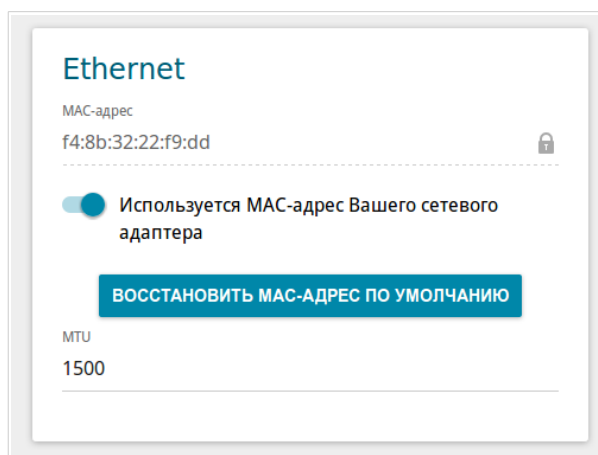 Ethernet
MAC-адрес
f4:8b:32:22:f9:dd
Используется MAC-адрес Вашего сетевого
адаптера
ВОССТАНОВИТЬ MAC-АДРЕС ПО УМОЛЧАНИЮ
MTU
1500